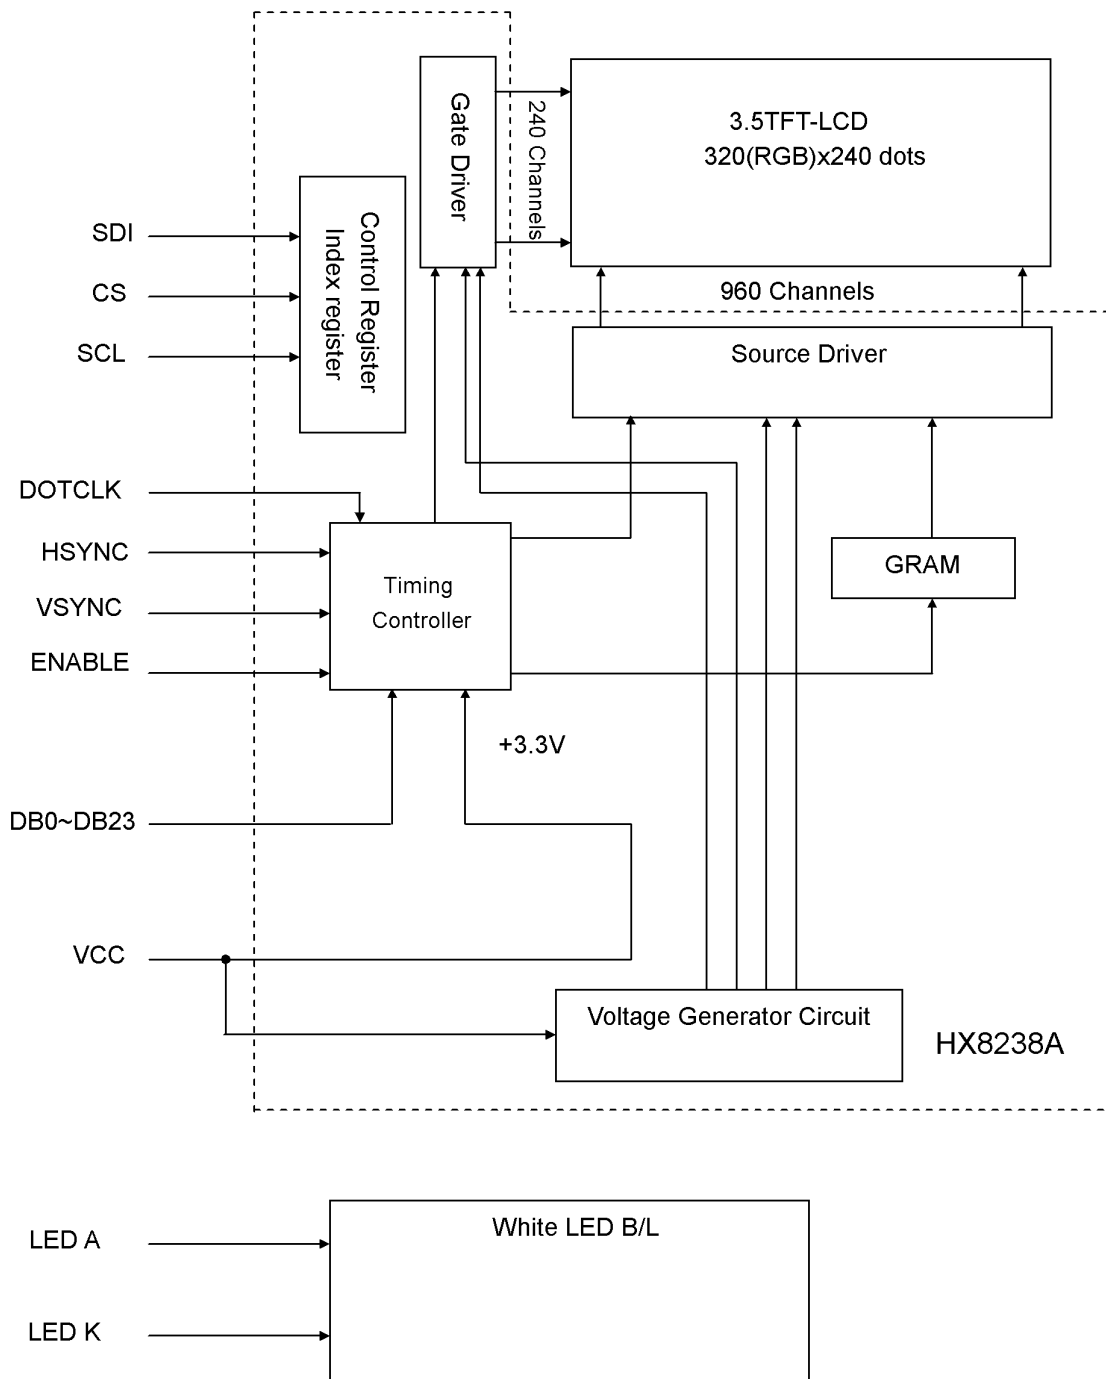 Gate Driver
240 Channels
3.5TFT-LCD
320(RGB)x240 dots
SDI
CS
SCL
Control Register
Index register
960 Channels
Source Driver
DOTCLK
HSYNC
VSYNC
ENABLE
Timing
Controller
GRAM
+3.3V
DB0~DB23
VCC
Voltage Generator Circuit
HX8238A
White LED B/L
LED A
LED K